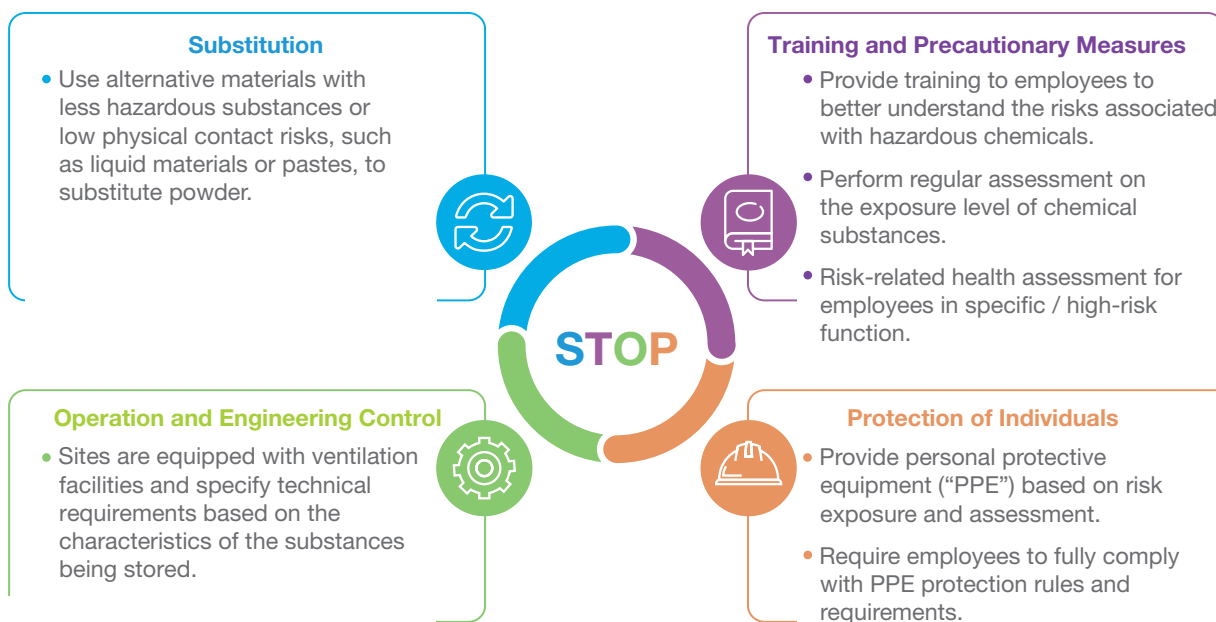 Substitution
• Use alternative materials with
less hazardous substances or
low physical contact risks, such
as liquid materials or pastes, to
substitute powder.
Training and Precautionary Measures
• Provide training to employees to
better understand the risks associated
with hazardous chemicals.
• Perform regular assessment on
the exposure level of chemical
substances.
• Risk-related health assessment for
employees in specific / high-risk
function.
STOP
Operation and Engineering Control
• Sites are equipped with ventilation
facilities and specify technical
requirements based on the
characteristics of the substances
being stored.
Protection of Individuals
• Provide personal protective
equipment (“PPE”) based on risk
exposure and assessment.
• Require employees to fully comply
with PPE protection rules and
requirements.